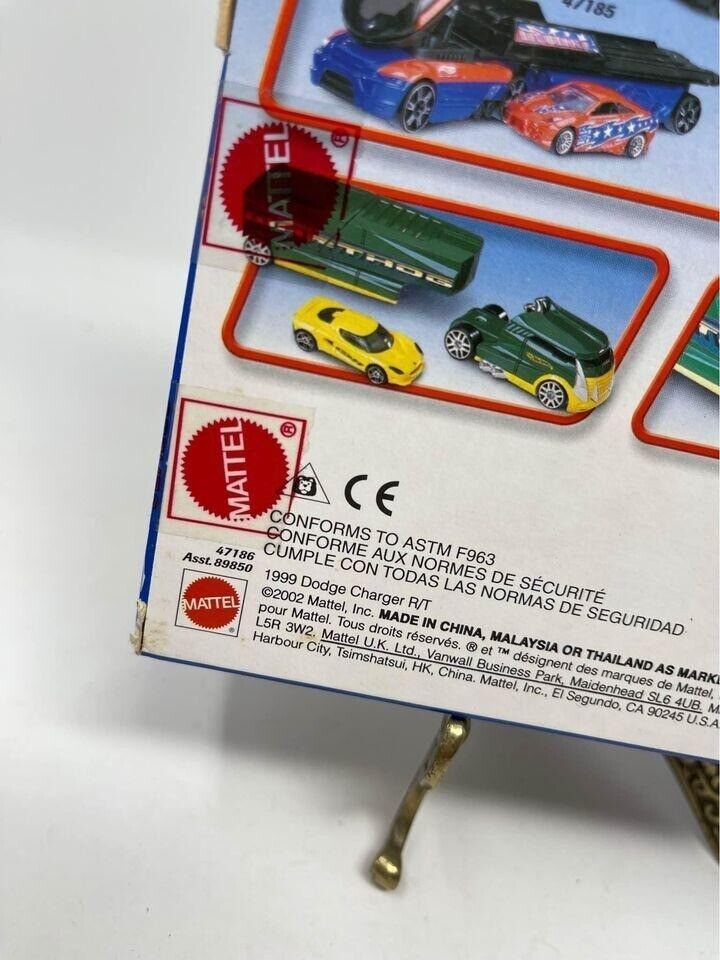 47185
MATTEL
®
THOG
MATTEL
®
CE
CONFORMS TO ASTM F963
CONFORME AUX NORMES DE SÉCURITÉ
CUMPLE CON TODAS LAS NORMAS DE SEGURIDAD
47186
Asst. 89850
MATTEL
®
1999 Dodge Charger R/T
©2002 Mattel, Inc. MADE IN CHINA, MALAYSIA OR THAILAND AS
pour Mattel. Tous droits réservés. ® et ™ désignent des marques de Mattel,
L5R 3W2. Mattel U.K. Ltd., Vanwall Business Park, Maidenhead SL6 4UB.
Harbour City, Tsimshatsui, HK, China. Mattel, Inc., El Segundo, CA 90245 U.S.A